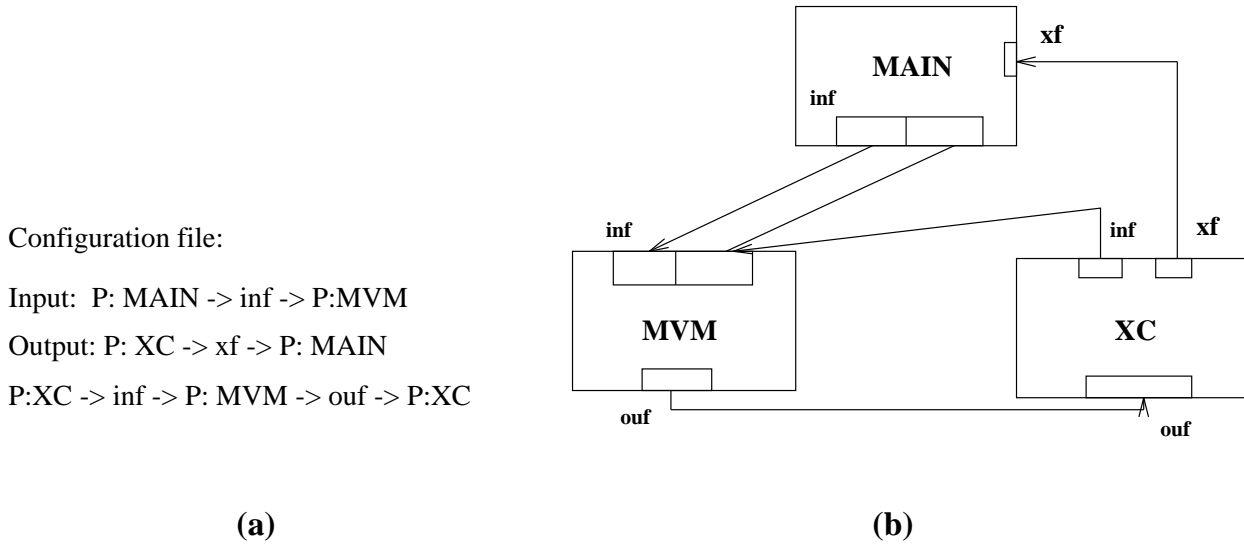 Configuration file:
Input: P: MAIN -> inf -> P:MVM
Output: P: XC -> xf -> P: MAIN
P:XC -> inf -> P: MVM -> ouf -> P:XC
(a)
xf
MAIN
inf
inf
inf
xf
MVM
XC
ouf
ouf
(b)